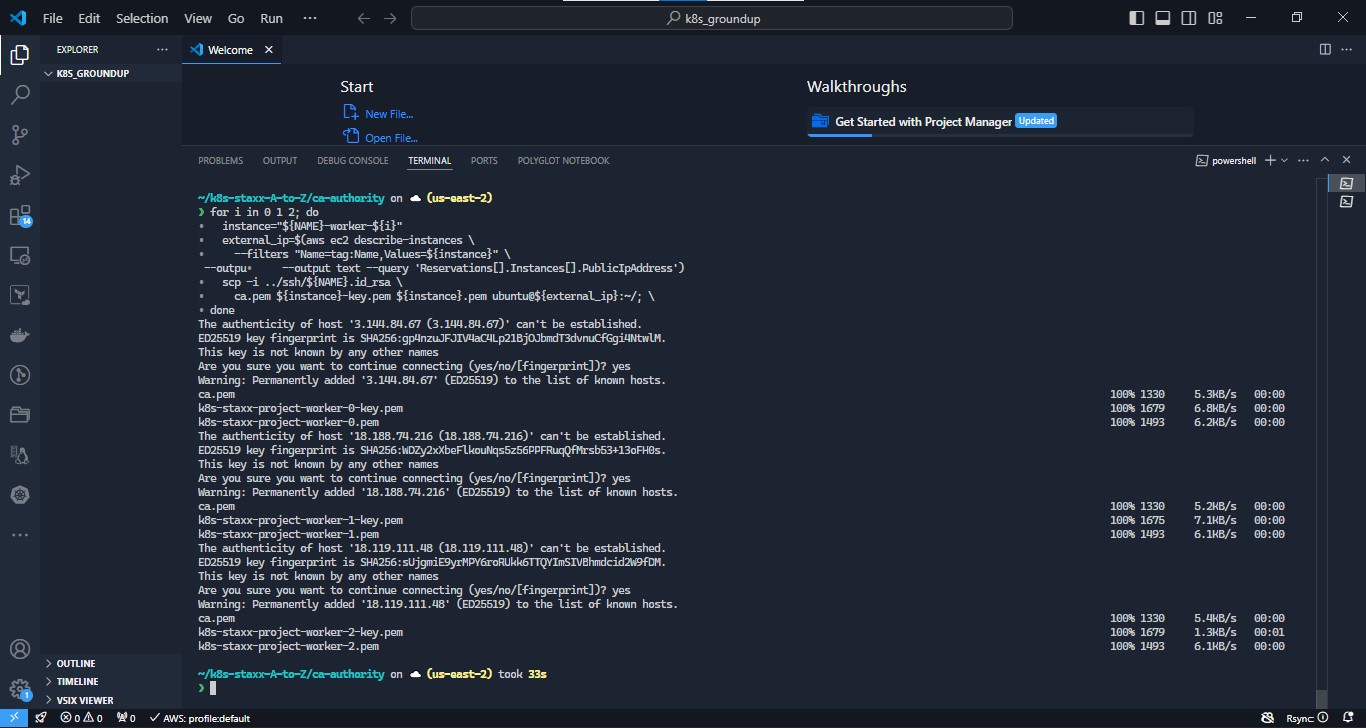 File Edit Selection View Go Run ··· k8s_groundup
EXPLORER ···
Welcome
K8S_GROUNDUP
Start
Walkthroughs
New File...
Get Started with Project Manager Updated
Open File...
PROBLEMS OUTPUT DEBUG CONSOLE TERMINAL PORTS POLYGLOT NOTEBOOK
powershell
~/k8s-staxx-A-to-Z/ca-authority on (us-east-2)
❯ for i in 0 1 2; do
• instance="${NAME}-worker-${i}"
• external_ip=$(aws ec2 describe-instances \
• --filters "Name=tag:Name,Values=${instance}" \
--outpu• --output text --query 'Reservations[].Instances[].PublicIpAddress')
• scp -i ../ssh/${NAME}.id_rsa \
• ca.pem ${instance}-key.pem ${instance}.pem ubuntu@${external_ip}:~/; \
• done
The authenticity of host '3.144.84.67 (3.144.84.67)' can't be established.
ED25519 key fingerprint is SHA256:gp4nzuJFJIV4aC4Lp21BjOJbmdT3dvnuCfGgi4NtwlM.
This key is not known by any other names
Are you sure you want to continue connecting (yes/no/[fingerprint])? yes
Warning: Permanently added '3.144.84.67' (ED25519) to the list of known hosts.
ca.pem 100% 1330 5.3KB/s 00:00
k8s-staxx-project-worker-0-key.pem 100% 1679 6.8KB/s 00:00
k8s-staxx-project-worker-0.pem 100% 1493 6.2KB/s 00:00
The authenticity of host '18.188.74.216 (18.188.74.216)' can't be established.
ED25519 key fingerprint is SHA256:WDZy2xXbeFlkouNqs5z56PPFRuqQfMrsb53+13oFH0s.
This key is not known by any other names
Are you sure you want to continue connecting (yes/no/[fingerprint])? yes
Warning: Permanently added '18.188.74.216' (ED25519) to the list of known hosts.
ca.pem 100% 1330 5.2KB/s 00:00
k8s-staxx-project-worker-1-key.pem 100% 1675 7.1KB/s 00:00
k8s-staxx-project-worker-1.pem 100% 1493 6.1KB/s 00:00
The authenticity of host '18.119.111.48 (18.119.111.48)' can't be established.
ED25519 key fingerprint is SHA256:sUjgmiE9yrMPY6roRUkk6TTQYImSIVBhmdcid2W9fDM.
This key is not known by any other names
Are you sure you want to continue connecting (yes/no/[fingerprint])? yes
Warning: Permanently added '18.119.111.48' (ED25519) to the list of known hosts.
ca.pem 100% 1330 5.4KB/s 00:00
k8s-staxx-project-worker-2-key.pem 100% 1679 1.3KB/s 00:01
k8s-staxx-project-worker-2.pem 100% 1493 6.1KB/s 00:00
~/k8s-staxx-A-to-Z/ca-authority on (us-east-2) took 33s
❯
14
1
OUTLINE
TIMELINE
VSIX VIEWER
0 0 0 AWS: profile:default Rsync: